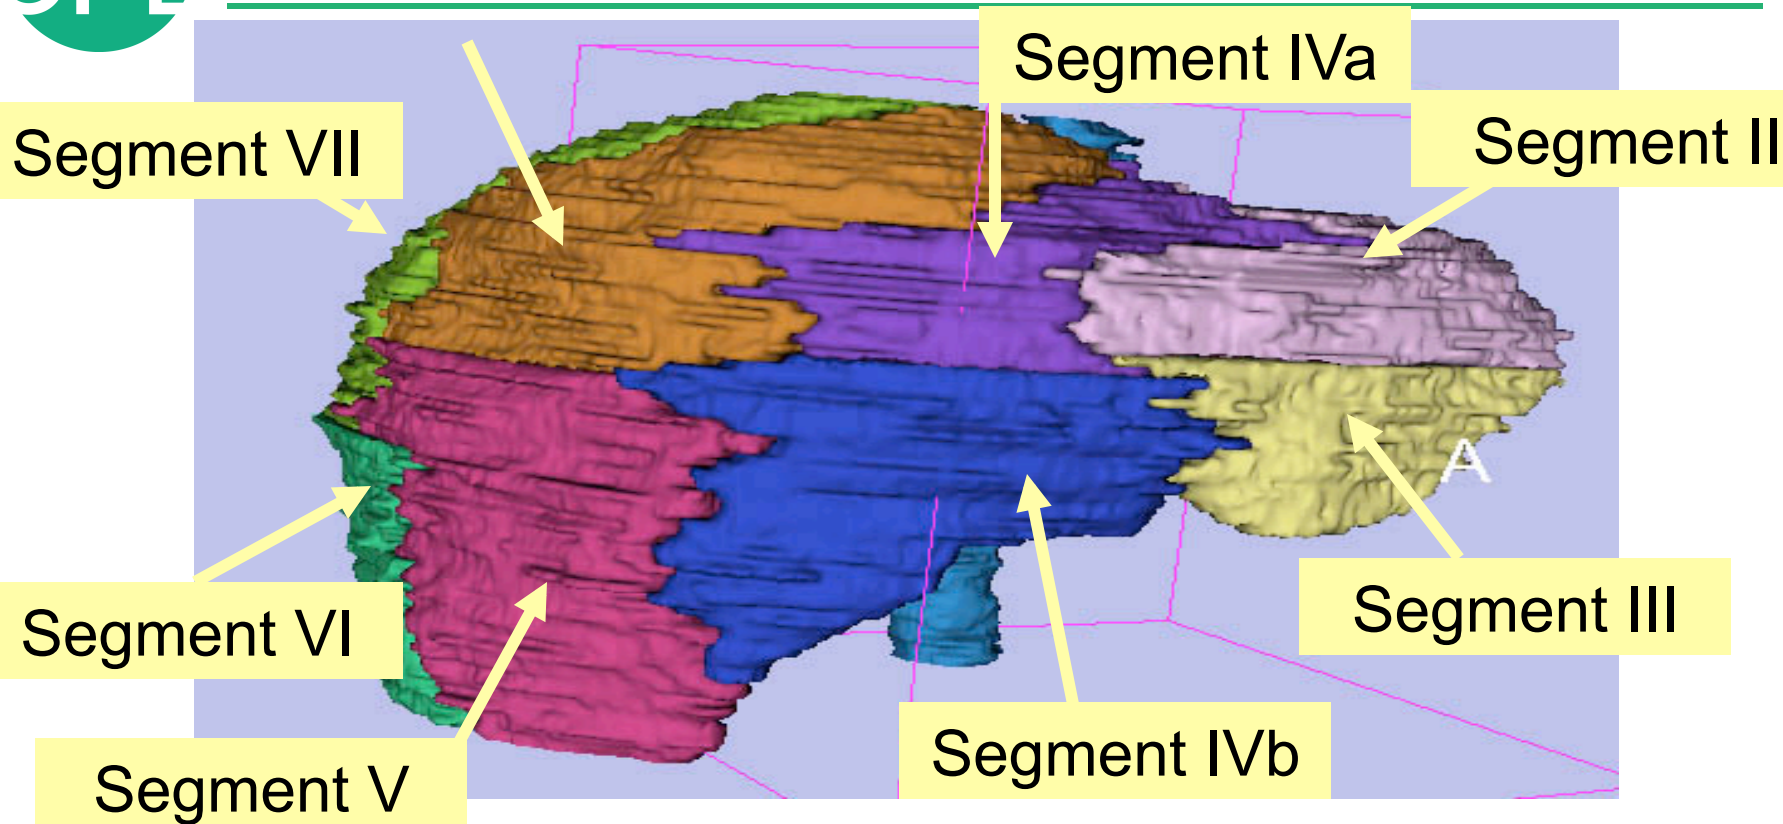 Segment IVa
Segment II
Segment VII
A
Segment VI
Segment III
Segment IVb
Segment V